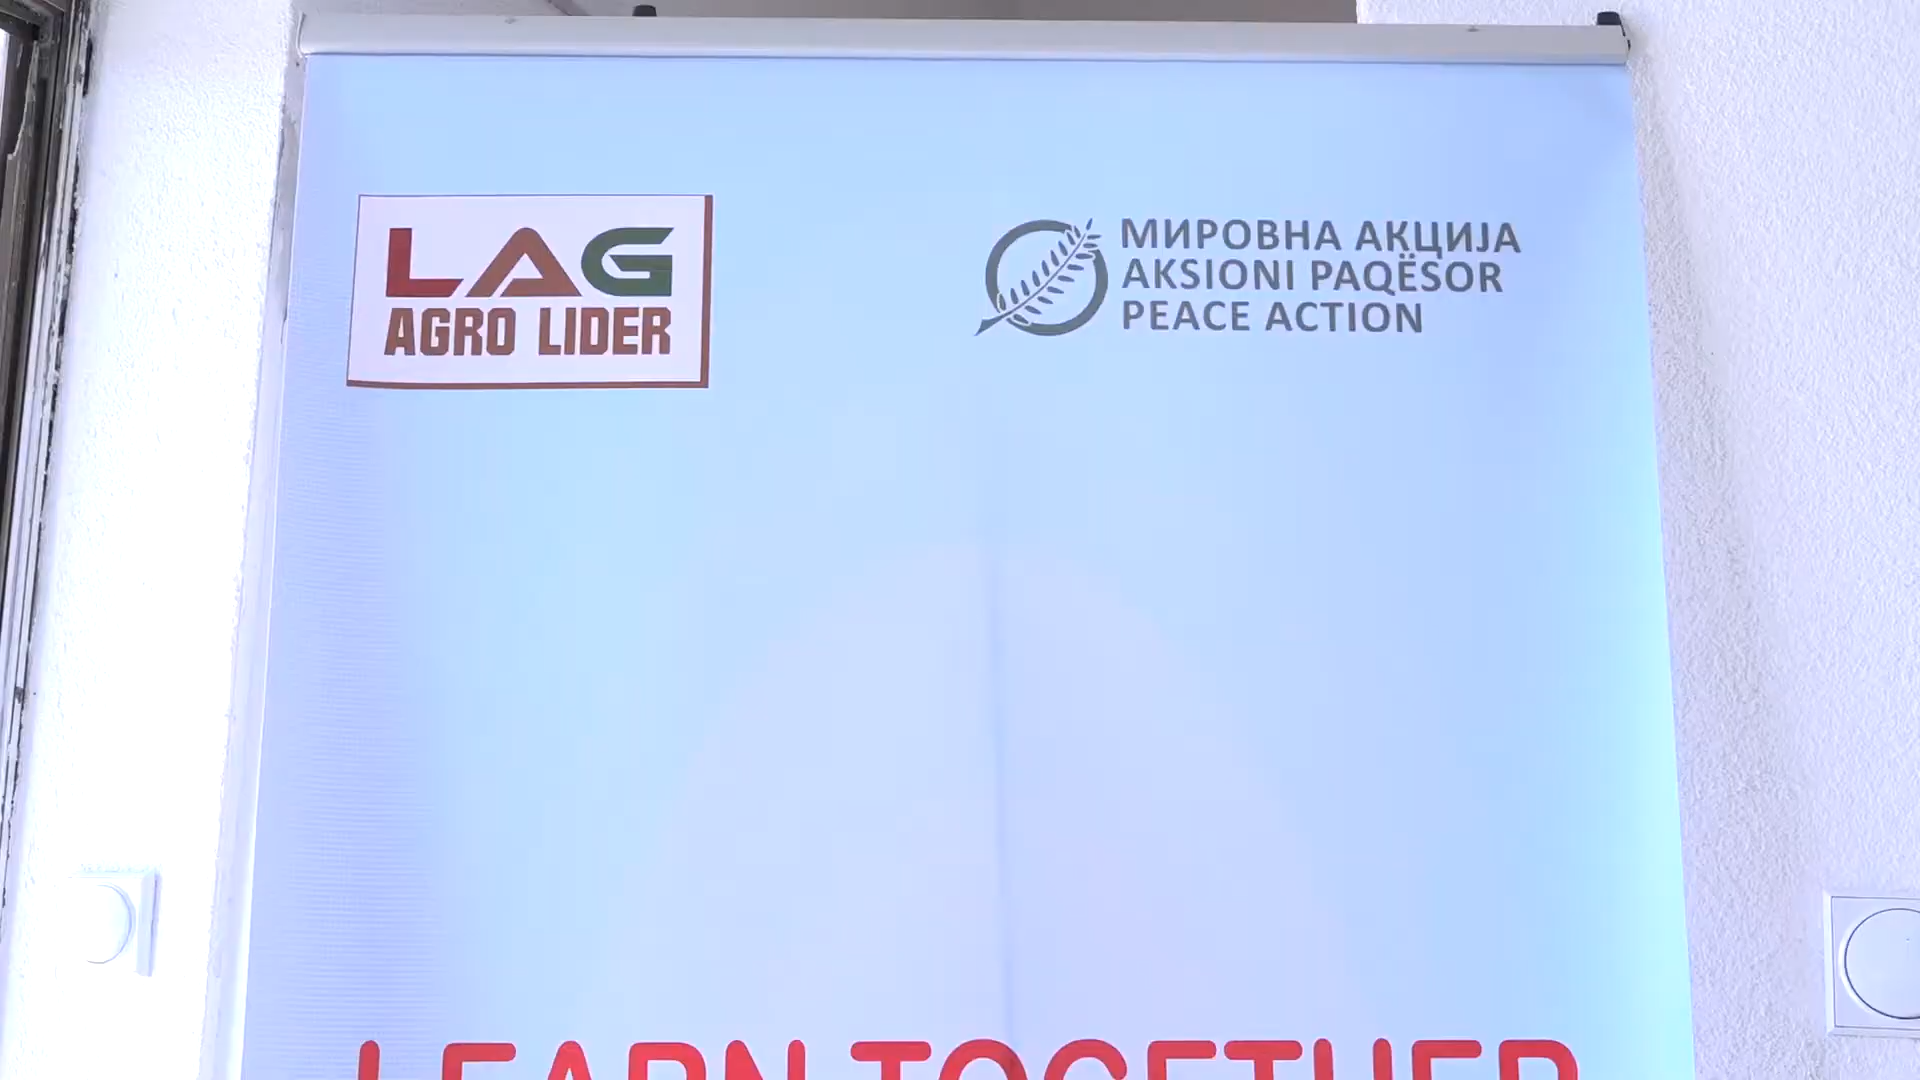 LAG
AGRO LIDER
МИРОВНА АКЦИЈА
AKSIONI PAQËSOR
PEACE ACTION
LEARN TOGETHER